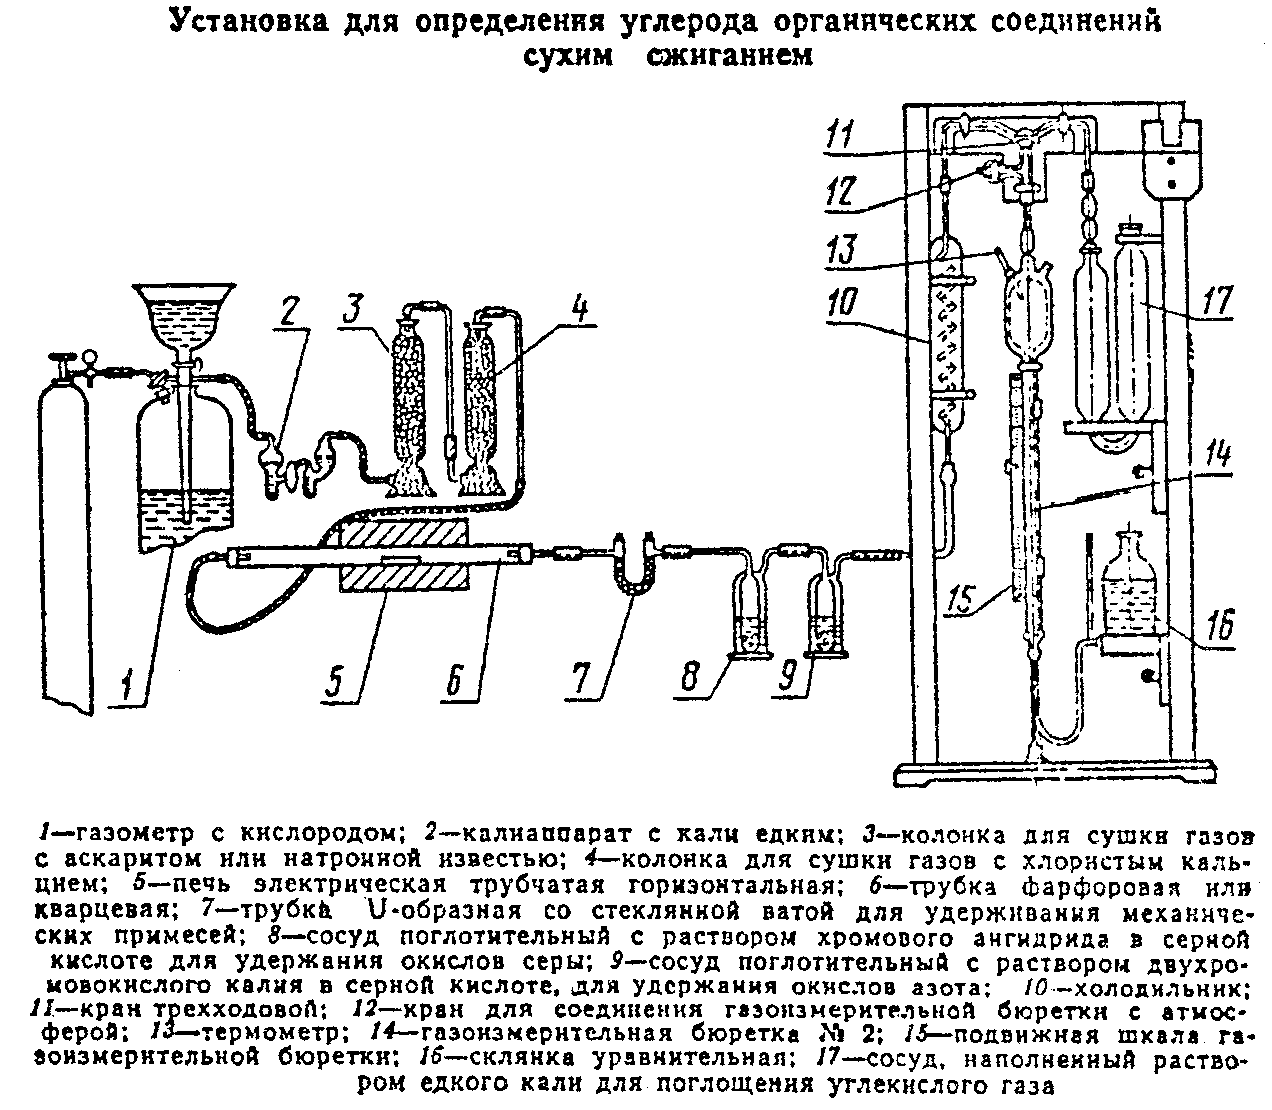 Установка для определения углерода органических соединений
сухим сжиганием
11
12
13
10
17
2
3
4
14
15
16
1
5
6
7
8
9
1—газометр с кислородом; 2—калиаппарат с кали едким; 3—колонка для сушки газов
с аскаритом или натронной известью; 4—колонка для сушки газов с хлористым каль-
цием; 5—печь электрическая трубчатая горизонтальная; 6—трубка фарфоровая или
кварцевая; 7—трубка U-образная со стеклянной ватой для удерживания механиче-
ских примесей; 8—сосуд поглотительный с раствором хромового ангидрида в серной
кислоте для удержания окислов серы; 9—сосуд поглотительный с раствором двухро-
мовокислого калия в серной кислоте, для удержания окислов азота; 10—холодильник;
11—кран трехходовой; 12—кран для соединения газоизмерительной бюретки с атмос-
ферой; 13—термометр; 14—газоизмерительная бюретка № 2; 15—подвижная шкала га-
зоизмерительной бюретки; 16—склянка уравнительная; 17—сосуд, наполненный раство-
ром едкого кали для поглощения углекислого газа